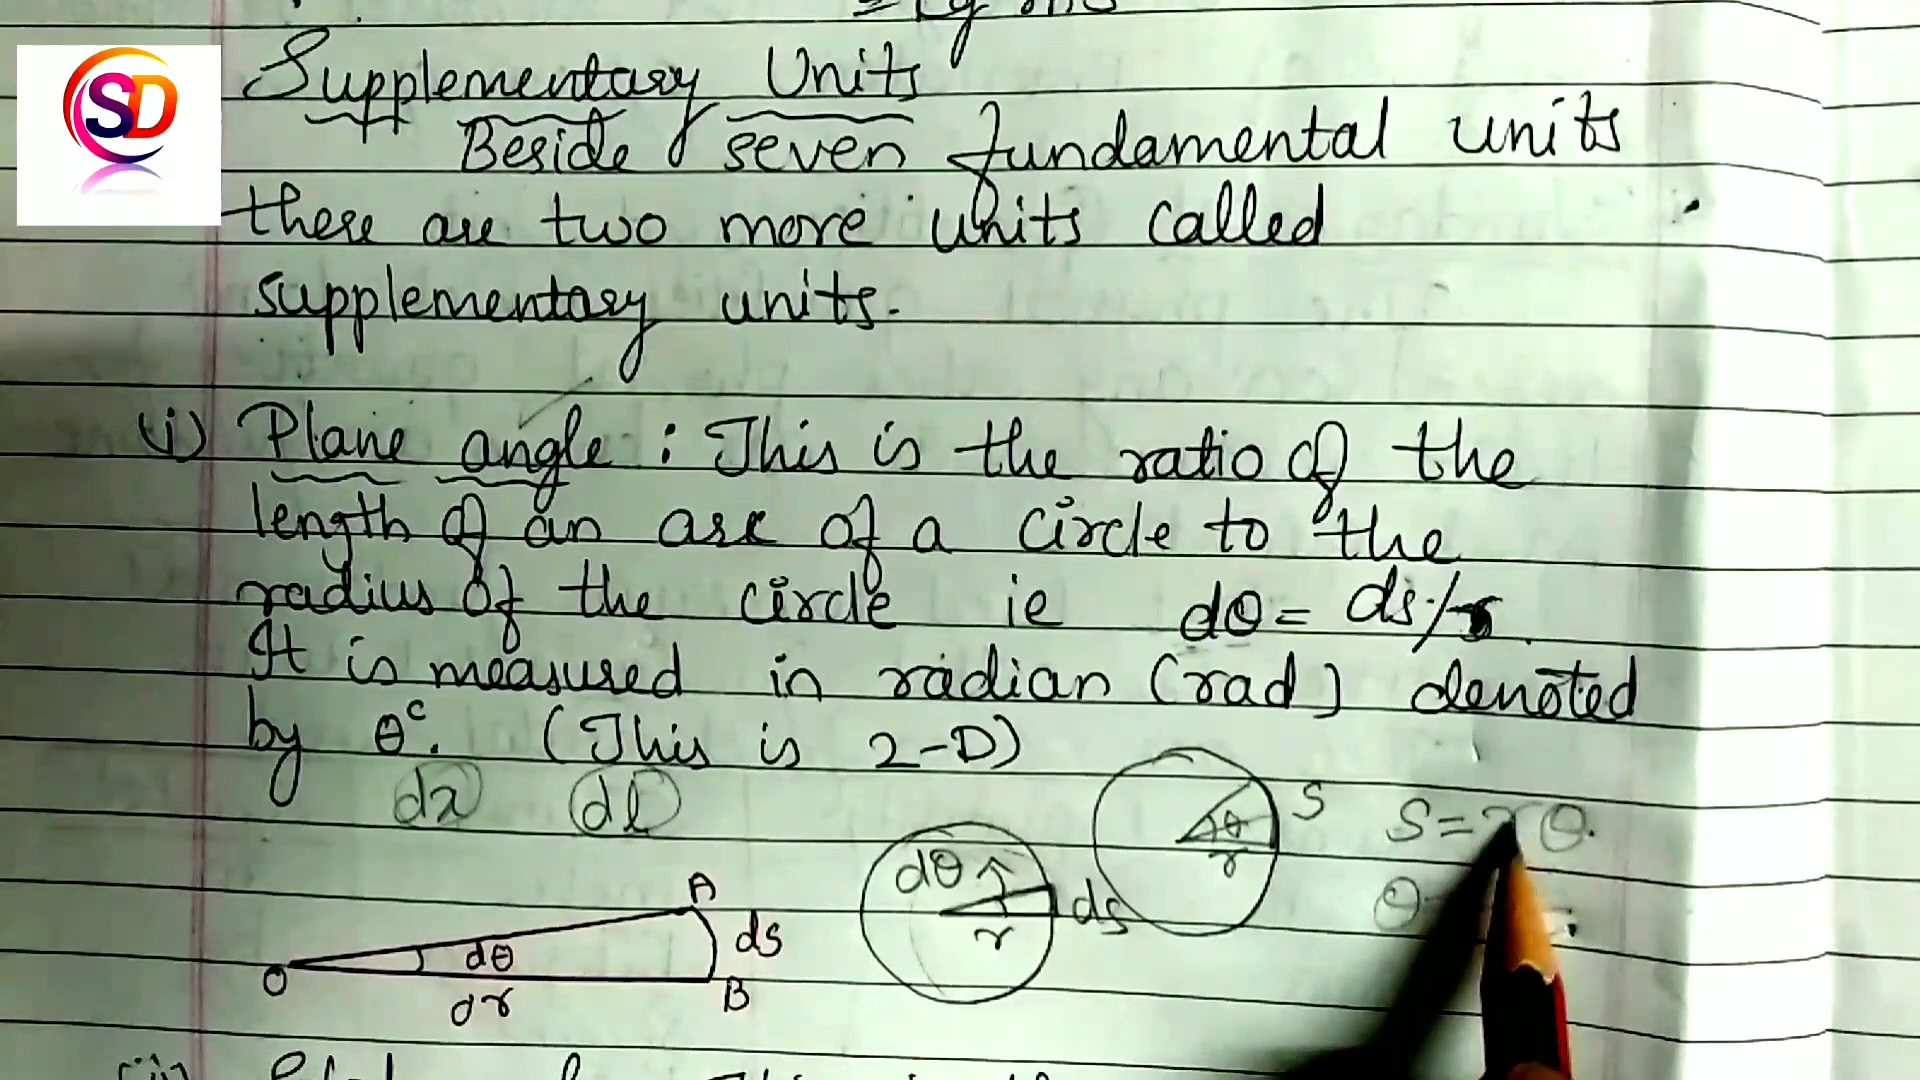 SD
Supplementary Units
Beside seven fundamental units
there are two more units called
supplementary units.
(i) Plane angle : This is the ratio of the
length of an arc of a circle to the
radius of the circle ie dθ = ds/r.
It is measured in radian (rad) denoted
by θᶜ. (This is 2-D)
dx dl
S
θ
r
S = r θ.
dθ
ds
r
θ
A
ds
dθ
O
B
dr